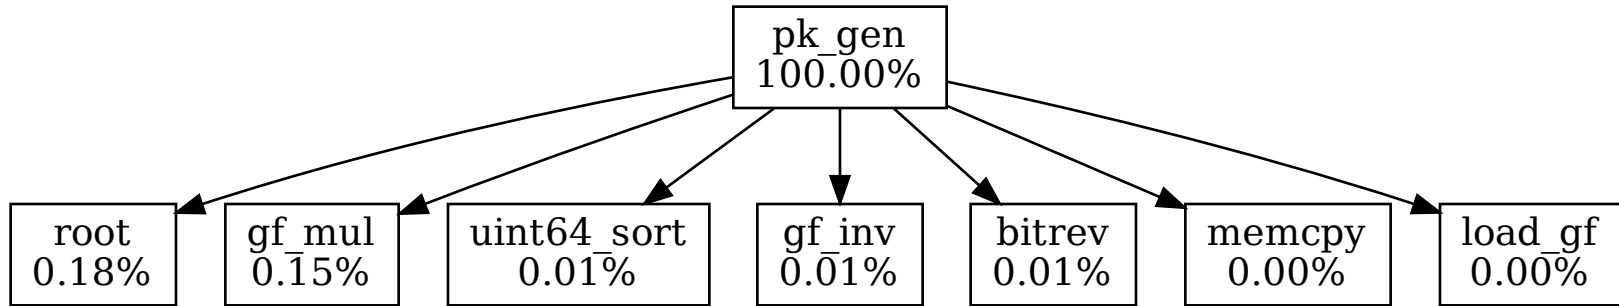 pk_gen
100.00%
root
0.18%
gf_mul
0.15%
uint64_sort
0.01%
gf_inv
0.01%
bitrev
0.01%
memcpy
0.00%
load_gf
0.00%